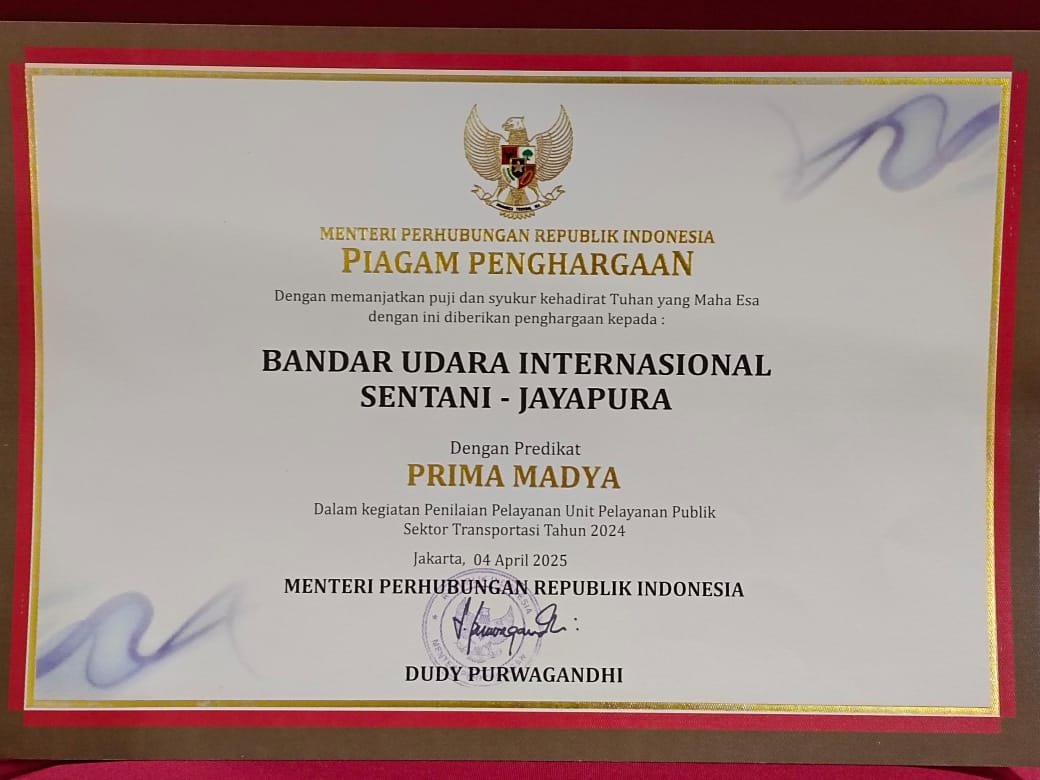 MENTERI PERHUBUNGAN REPUBLIK INDONESIA
PIAGAM PENGHARGAAN
Dengan memanjatkan puji dan syukur kehadirat Tuhan yang Maha Esa
dengan ini diberikan penghargaan kepada :
BANDAR UDARA INTERNASIONAL
SENTANI - JAYAPURA
Dengan Predikat
PRIMA MADYA
Dalam kegiatan Penilaian Pelayanan Unit Pelayanan Publik
Sektor Transportasi Tahun 2024
Jakarta, 04 April 2025
MENTERI PERHUBUNGAN REPUBLIK INDONESIA
DUDY PURWAGANDHI